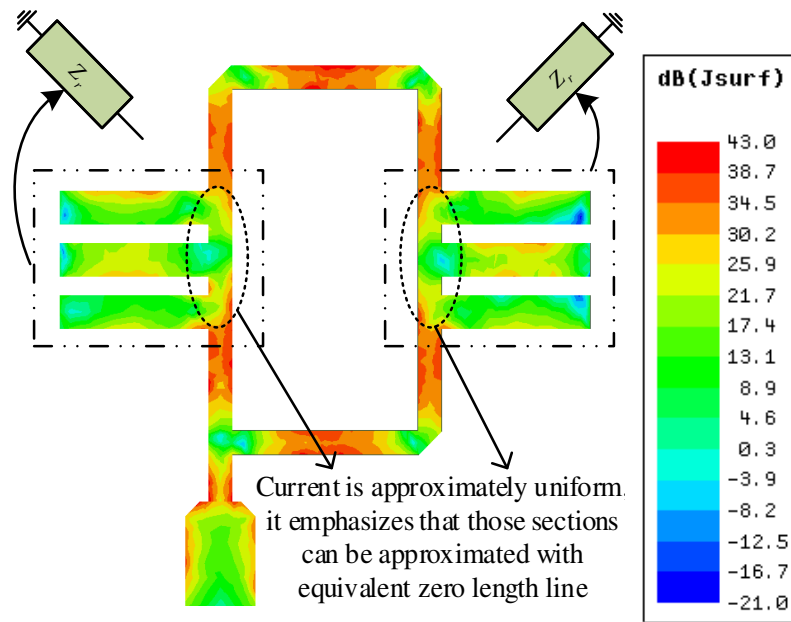 Zr
Zr
dB(Jsurf)
43.0
38.7
34.5
30.2
25.9
21.7
17.4
13.1
8.9
4.6
0.3
-3.9
-8.2
-12.5
-16.7
-21.0
Current is approximately uniform.
it emphasizes that those sections
can be approximated with
equivalent zero length line